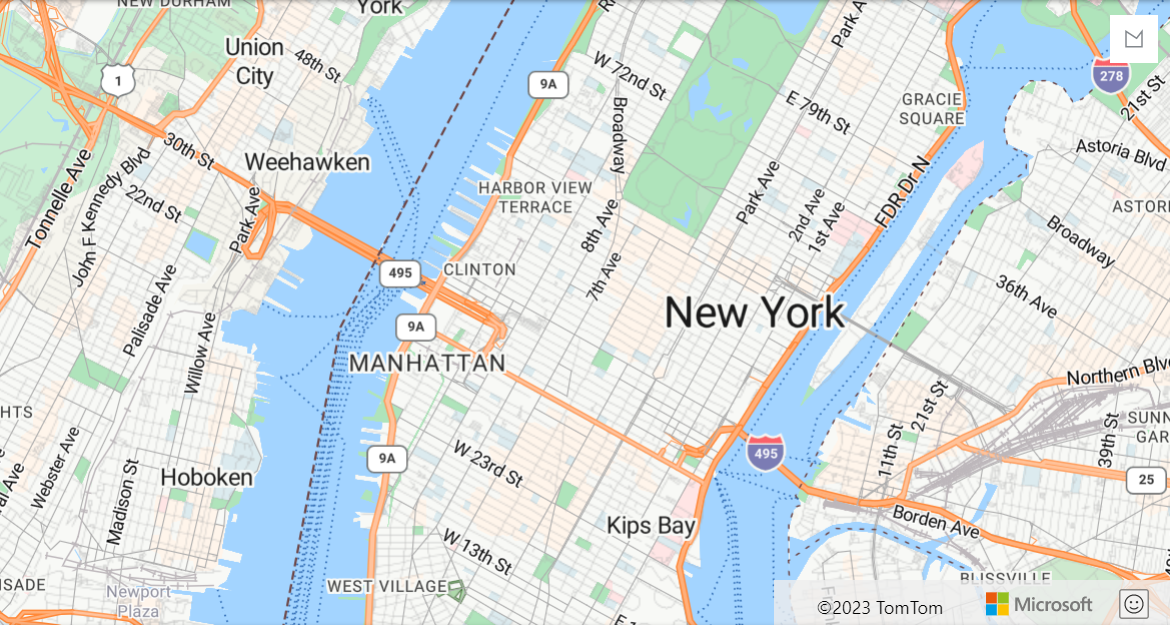 NEW DURHAM
York
Union
City
48th St
1
9A
W 72nd St
Park A
278
21st St
GRACIE
SQUARE
E 79th St
Broadway
30th St
Weehawken
Astoria Blvd
Tonnelle Ave
John F Kennedy Blvd
22nd St
Park Ave
HARBOR VIEW
TERRACE
8th Ave
Park Ave
2nd Ave
1st Ave
FDR Dr N
ASTOR
Broadway
495
CLINTON
7th Ave
36th Ave
Palisade Ave
9A
New York
Willow Ave
MANHATTAN
Northern Blv
HTS
21st St
SUNN
GAR
Webster Ave
9A
W 23rd St
495
11th St
39th St
25
al Ave
Madison St
Hoboken
Kips Bay
Borden Ave
W 13th St
BLISSVILLE
SADE
Newport
Plaza
WEST VILLAGE
©2023 TomTom
Microsoft